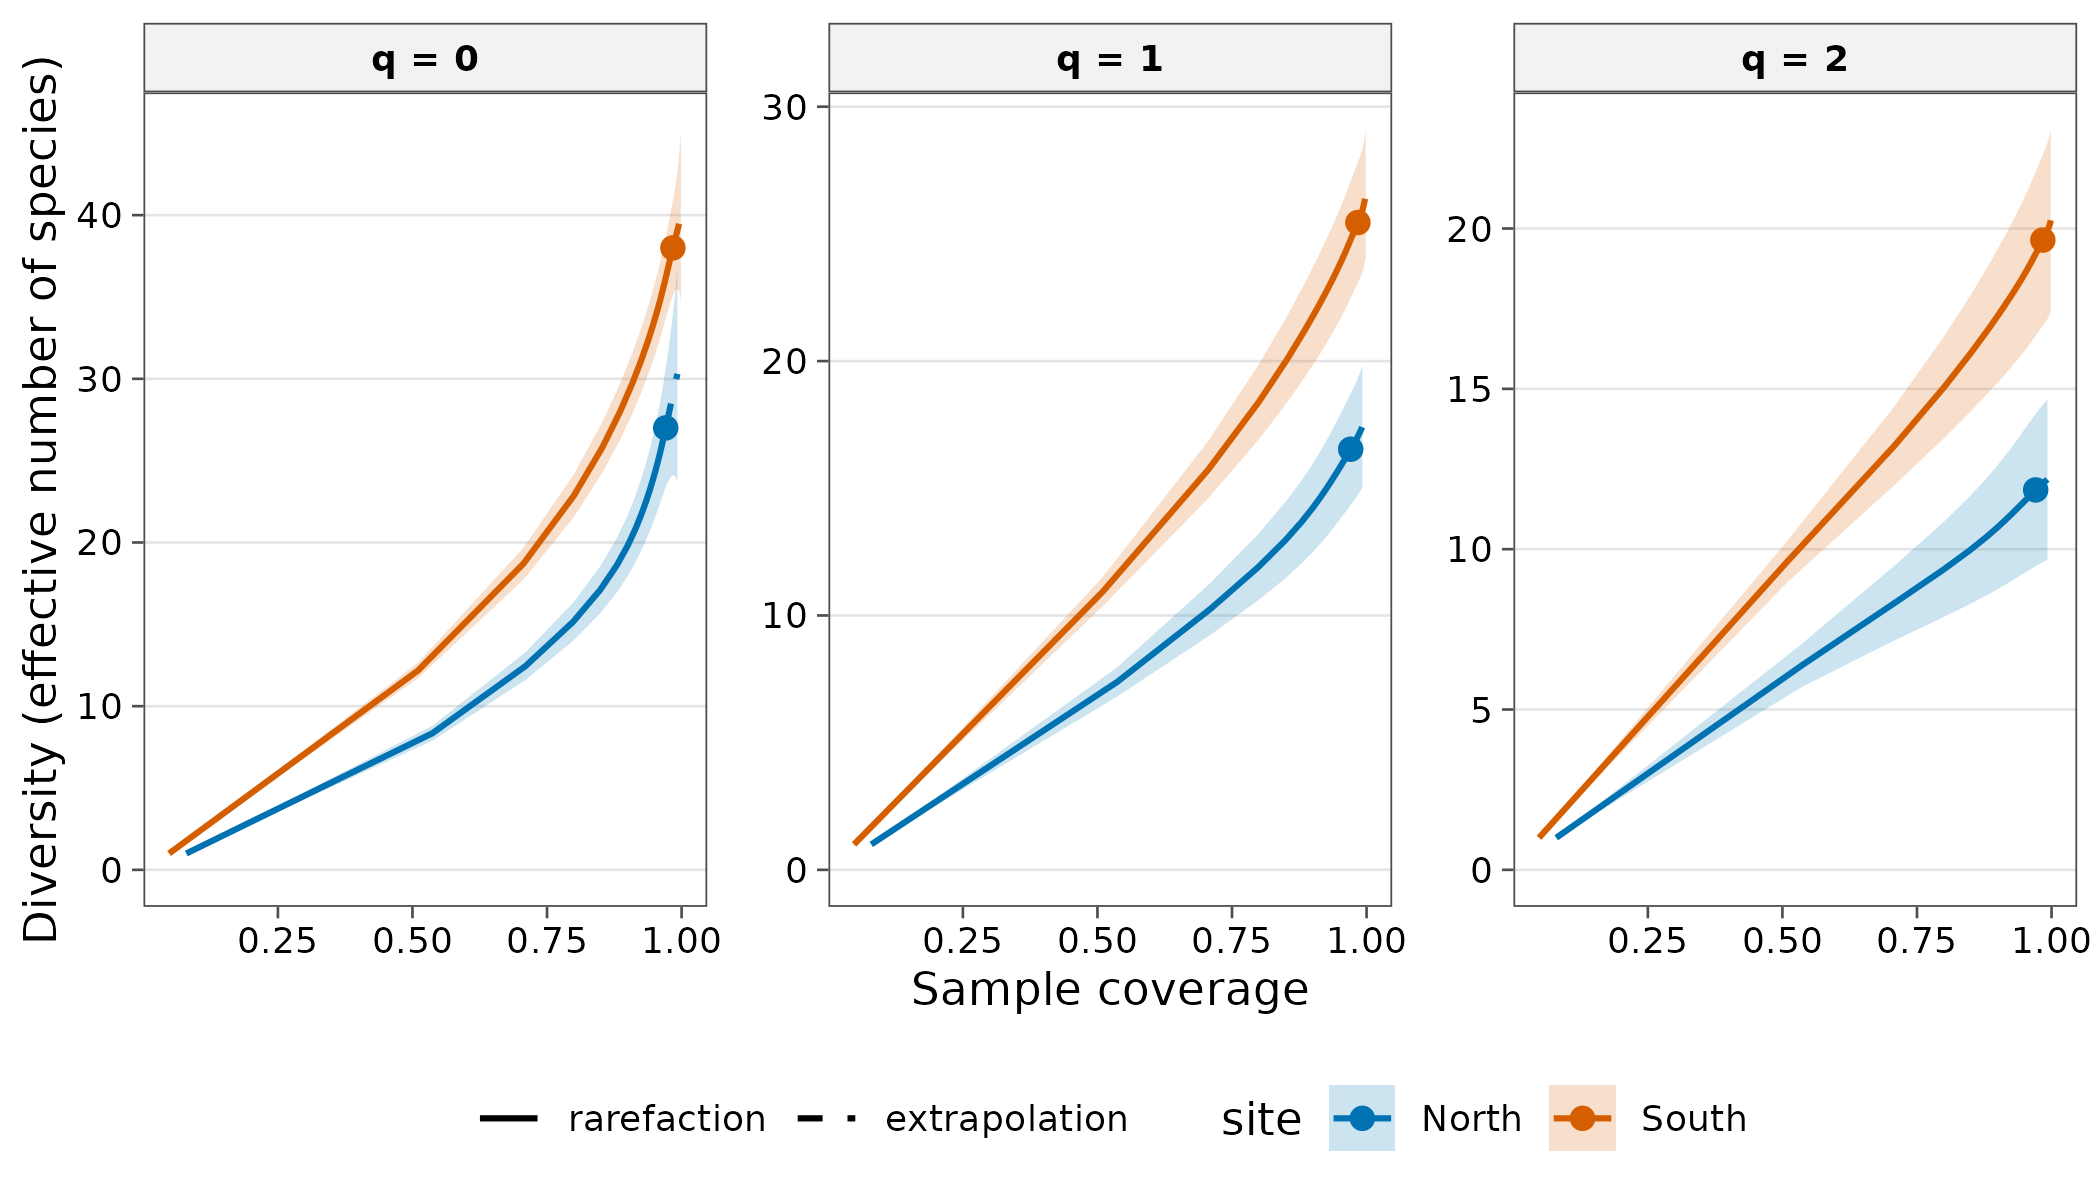 q = 0
q = 1
q = 2
Diversity (effective number of species)
40
30
20
10
0
30
20
10
0
20
15
10
5
0
0.25 0.50 0.75 1.00
0.25 0.50 0.75 1.00
0.25 0.50 0.75 1.00
Sample coverage
rarefaction extrapolation site North South